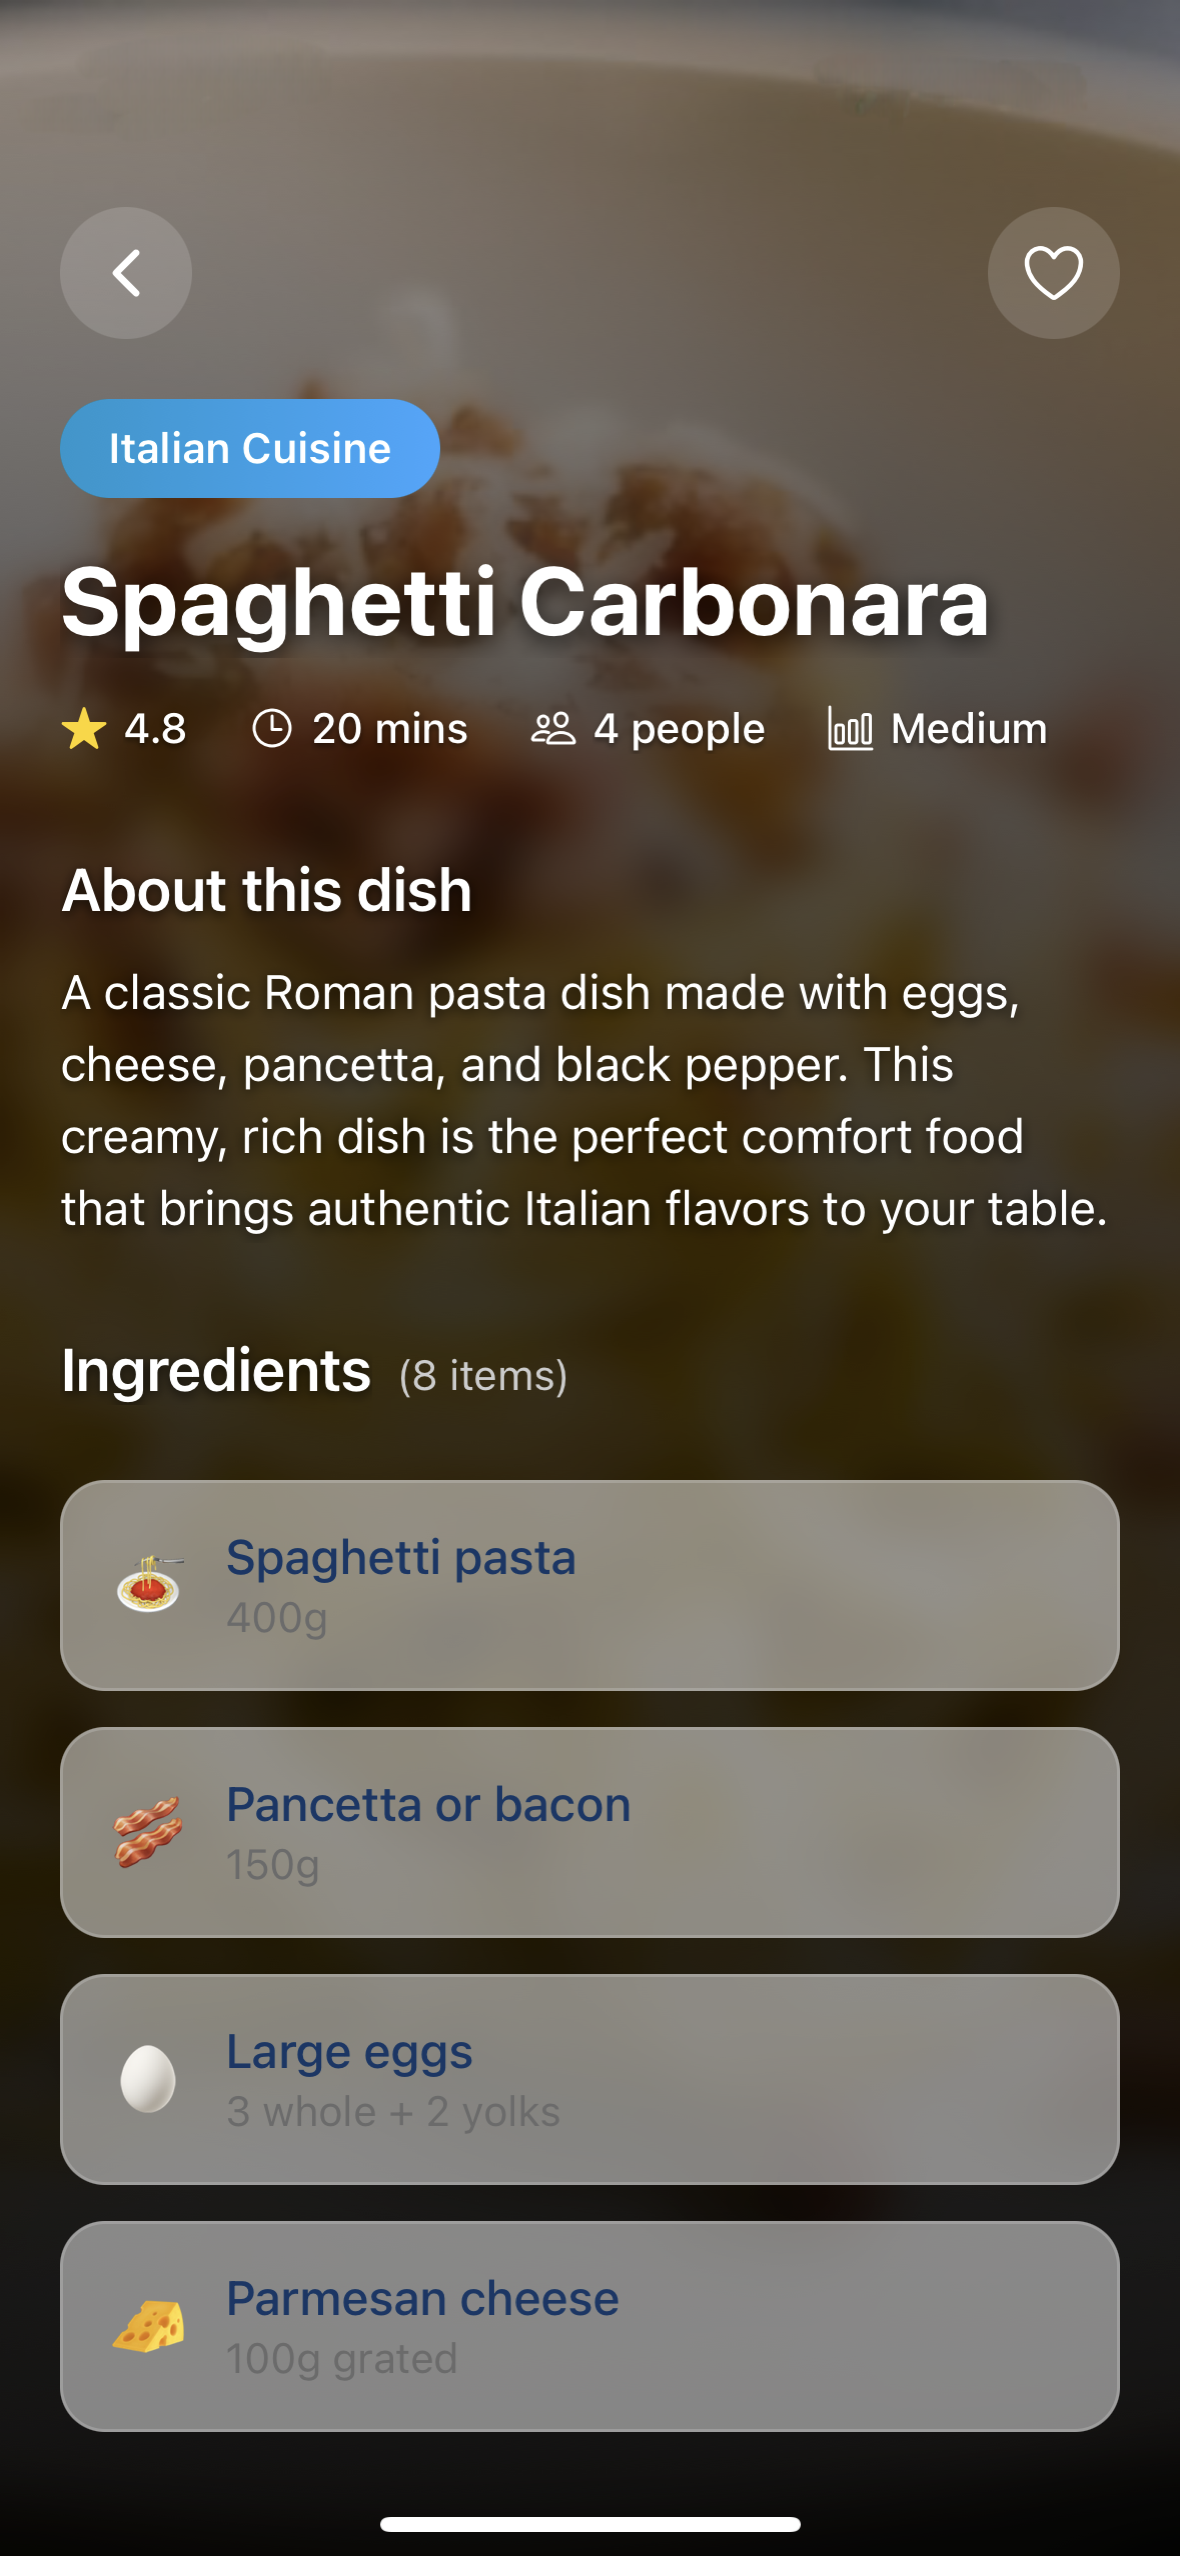 Italian Cuisine
Spaghetti Carbonara
4.8 20 mins 4 people Medium
About this dish
A classic Roman pasta dish made with eggs,
cheese, pancetta, and black pepper. This
creamy, rich dish is the perfect comfort food
that brings authentic Italian flavors to your table.
Ingredients (8 items)
Spaghetti pasta
400g
Pancetta or bacon
150g
Large eggs
3 whole + 2 yolks
Parmesan cheese
100g grated